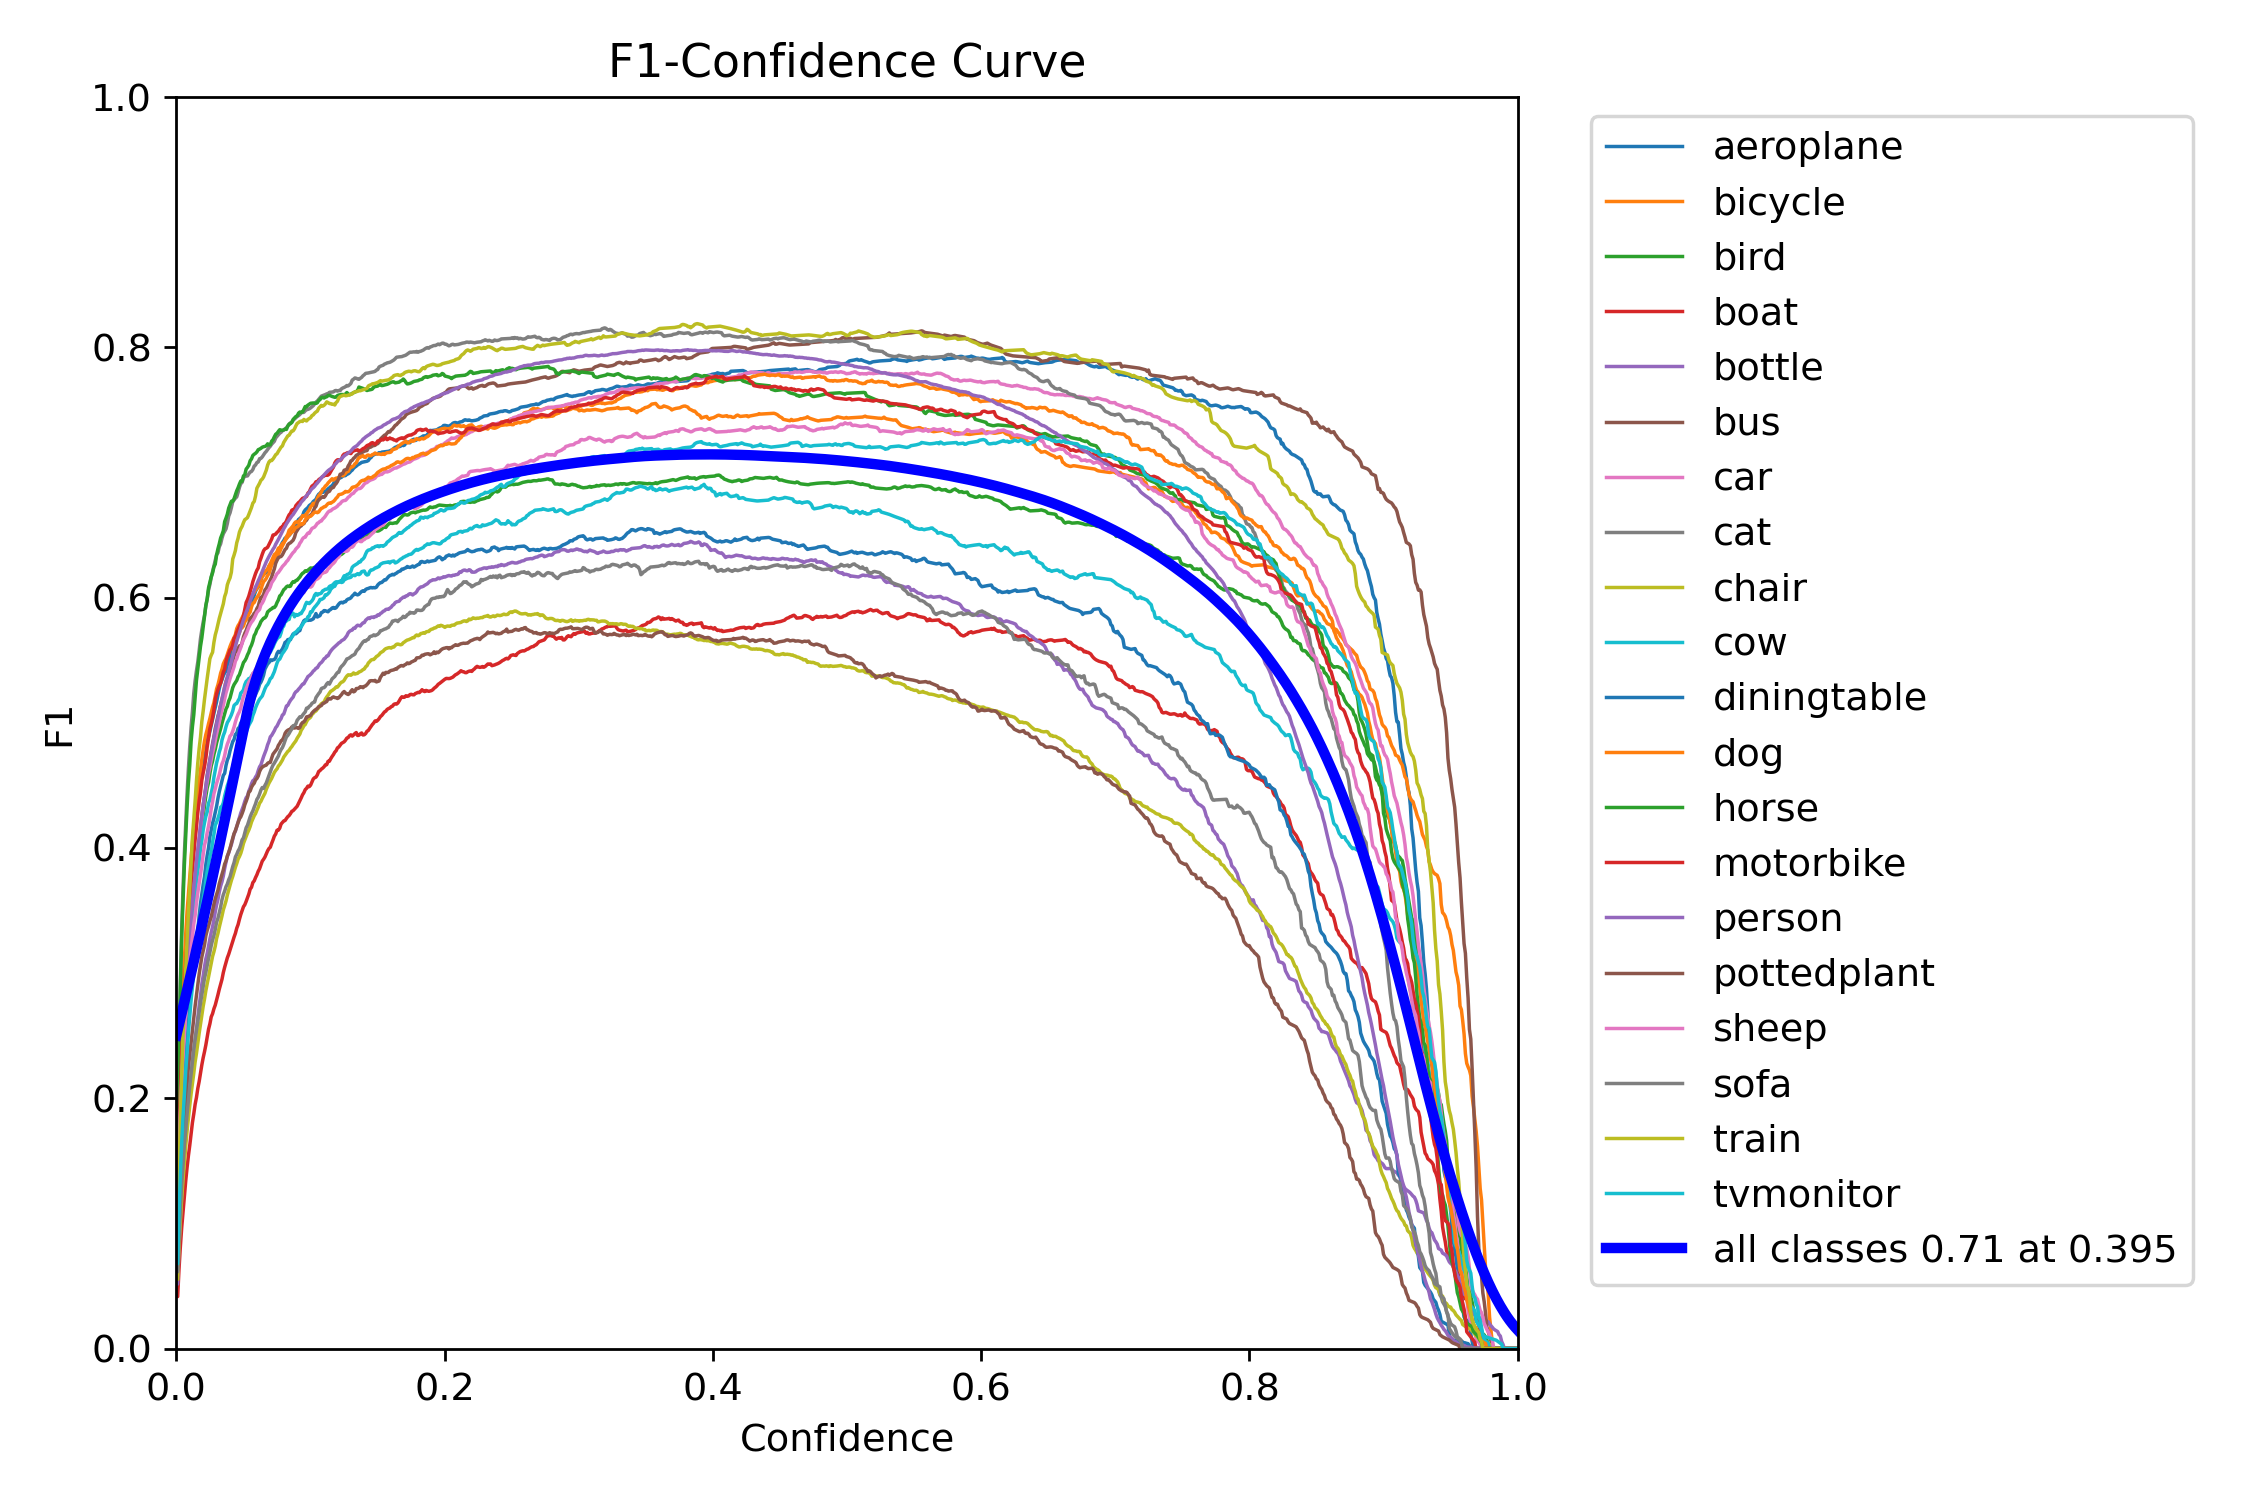 F1-Confidence Curve
1.0
0.8
0.6
0.4
0.2
0.0
F1
0.0 0.2 0.4 0.6 0.8 1.0
Confidence
aeroplane
bicycle
bird
boat
bottle
bus
car
cat
chair
cow
diningtable
dog
horse
motorbike
person
pottedplant
sheep
sofa
train
tvmonitor
all classes 0.71 at 0.395